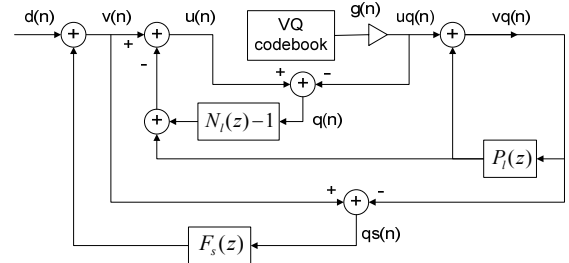 d(n) v(n) u(n) g(n) uq(n) vq(n)
+ + + VQ codebook +
-
+ + -
+ N_l(z)-1 q(n)
P_l(z)
+ + -
qs(n)
F_s(z)